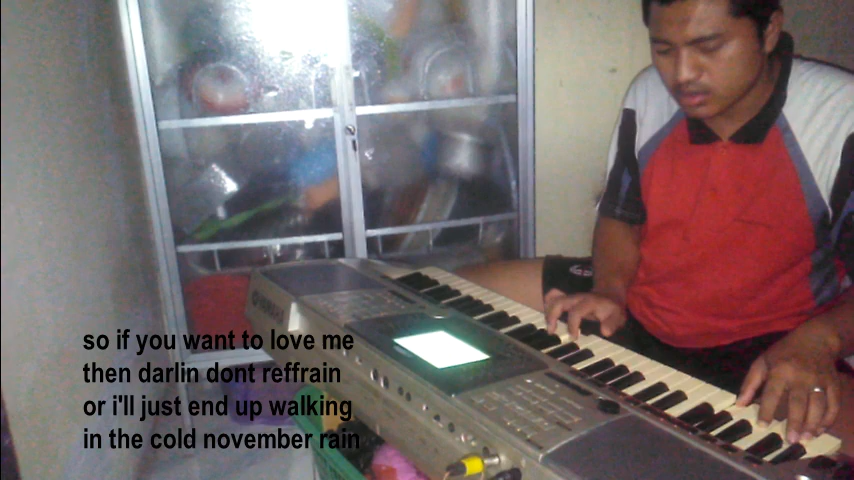 so if you want to love me
then darlin dont reffrain
or i'll just end up walking
in the cold november rain
YAMAHA